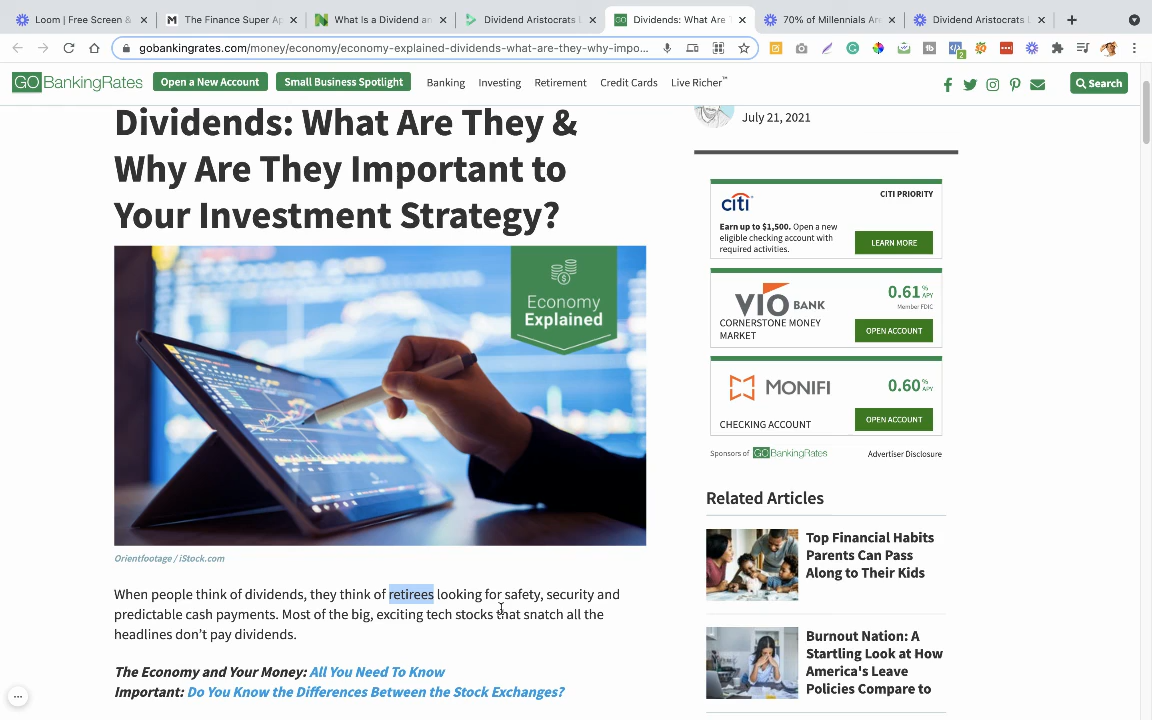 Loom | Free Screen &
The Finance Super Ap
What Is a Dividend an
Dividend Aristocrats
Dividends: What Are T
70% of Millennials Are
Dividend Aristocrats L
gobankingrates.com/money/economy/economy-explained-dividends-what-are-they-why-impo...
GOBankingRates
Open a New Account
Small Business Spotlight
Banking
Investing
Retirement
Credit Cards
Live Richer™
Search
Dividends: What Are They &
Why Are They Important to
Your Investment Strategy?
July 21, 2021
Economy
Explained
citi
CITI PRIORITY
Earn up to $1,500. Open a new
eligible checking account with
required activities.
LEARN MORE
VIO BANK
0.61 % APY
Member FDIC
CORNERSTONE MONEY
MARKET
OPEN ACCOUNT
MONIFI
0.60 % APY
CHECKING ACCOUNT
OPEN ACCOUNT
Sponsors of GOBankingRates
Advertiser Disclosure
Orientfootage / iStock.com
When people think of dividends, they think of retirees looking for safety, security and
predictable cash payments. Most of the big, exciting tech stocks that snatch all the
headlines don't pay dividends.
The Economy and Your Money: All You Need To Know
Important: Do You Know the Differences Between the Stock Exchanges?
Related Articles
Top Financial Habits
Parents Can Pass
Along to Their Kids
Burnout Nation: A
Startling Look at How
America's Leave
Policies Compare to